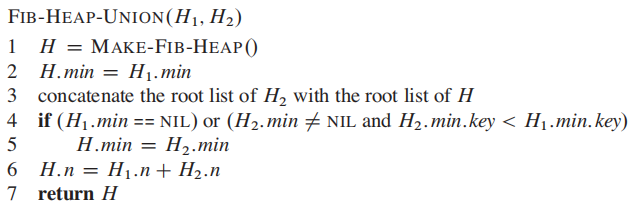 FIB-HEAP-UNION(H₁, H₂)
1 H = MAKE-FIB-HEAP()
2 H.min = H₁.min
3 concatenate the root list of H₂ with the root list of H
4 if (H₁.min == NIL) or (H₂.min ≠ NIL and H₂.min.key < H₁.min.key)
5 H.min = H₂.min
6 H.n = H₁.n + H₂.n
7 return H